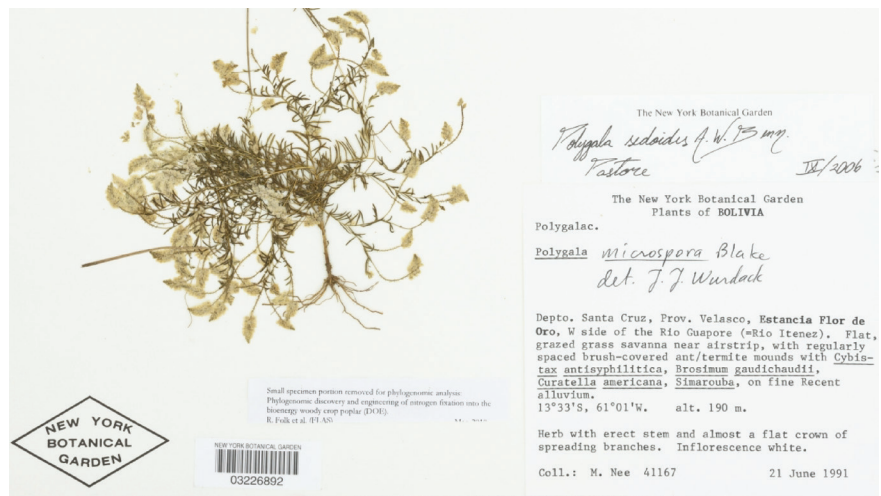 The New York Botanical Garden
Polygala sedoides A.W. Benn.
Pastore IX/2006
The New York Botanical Garden
Plants of BOLIVIA
Polygalac.
Polygala microspora Blake
det. J. J. Wurdack
Depto. Santa Cruz, Prov. Velasco, Estancia Flor de
Oro, W side of the Rio Guapore (=Rio Itenez). Flat,
grazed grass savanna near airstrip, with regularly
spaced brush-covered ant/termite mounds with Cybis-
tax antisyphilitica, Brosimum gaudichaudii,
Curatella americana, Simarouba, on fine Recent
alluvium.
13°33'S, 61°01'W. alt. 190 m.
Herb with erect stem and almost a flat crown of
spreading branches. Inflorescence white.
Coll.: M. Nee 41167 21 June 1991
Small specimen portion removed for phylogenomic analysis
Phylogenomic discovery and engineering of nitrogen fixation into the
bioenergy woody crop poplar (DOE).
R. Folk et al. (FLAS)
NEW YORK
BOTANICAL
GARDEN
NEW YORK BOTANICAL GARDEN
03226892